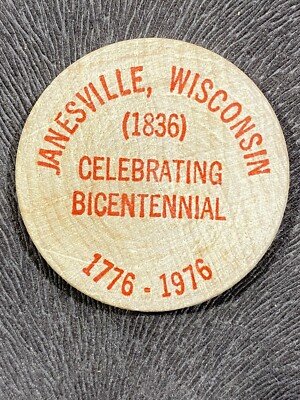 JANESVILLE, WISCONSIN
(1836)
CELEBRATING
BICENTENNIAL
1776 - 1976